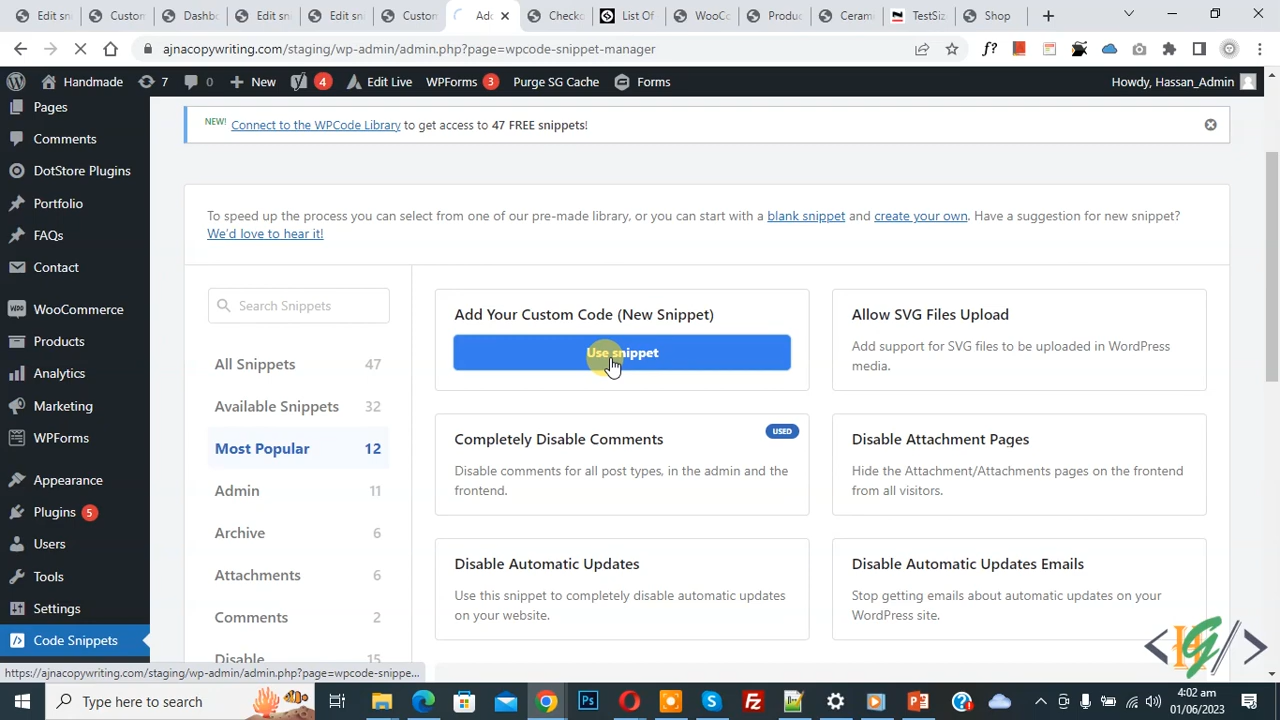 Edit sn
Custom
Dashb
Edit sn
Edit sn
Custom
Add
Checko
List Of
WooCo
Produc
Ceram
TestSiz
Shop
ajnacopywriting.com/staging/wp-admin/admin.php?page=wpcode-snippet-manager
Handmade
7
0
New
4
Edit Live
WPForms 3
Purge SG Cache
Forms
Howdy, Hassan_Admin
Pages
Comments
DotStore Plugins
Portfolio
FAQs
Contact
WooCommerce
Products
Analytics
Marketing
WPForms
Appearance
Plugins 5
Users
Tools
Settings
Code Snippets
NEW! Connect to the WPCode Library to get access to 47 FREE snippets!
To speed up the process you can select from one of our pre-made library, or you can start with a blank snippet and create your own. Have a suggestion for new snippet?
We'd love to hear it!
Search Snippets
All Snippets 47
Available Snippets 32
Most Popular 12
Admin 11
Archive 6
Attachments 6
Comments 2
Disable 15
Add Your Custom Code (New Snippet)
Use snippet
Allow SVG Files Upload
Add support for SVG files to be uploaded in WordPress
media.
Completely Disable Comments
USED
Disable comments for all post types, in the admin and the
frontend.
Disable Attachment Pages
Hide the Attachment/Attachments pages on the frontend
from all visitors.
Disable Automatic Updates
Use this snippet to completely disable automatic updates
on your website.
Disable Automatic Updates Emails
Stop getting emails about automatic updates on your
WordPress site.
https://ajnacopywriting.com/staging/wp-admin/admin.php?page=wpcode-snippe...
Type here to search
4:02 am
01/06/2023